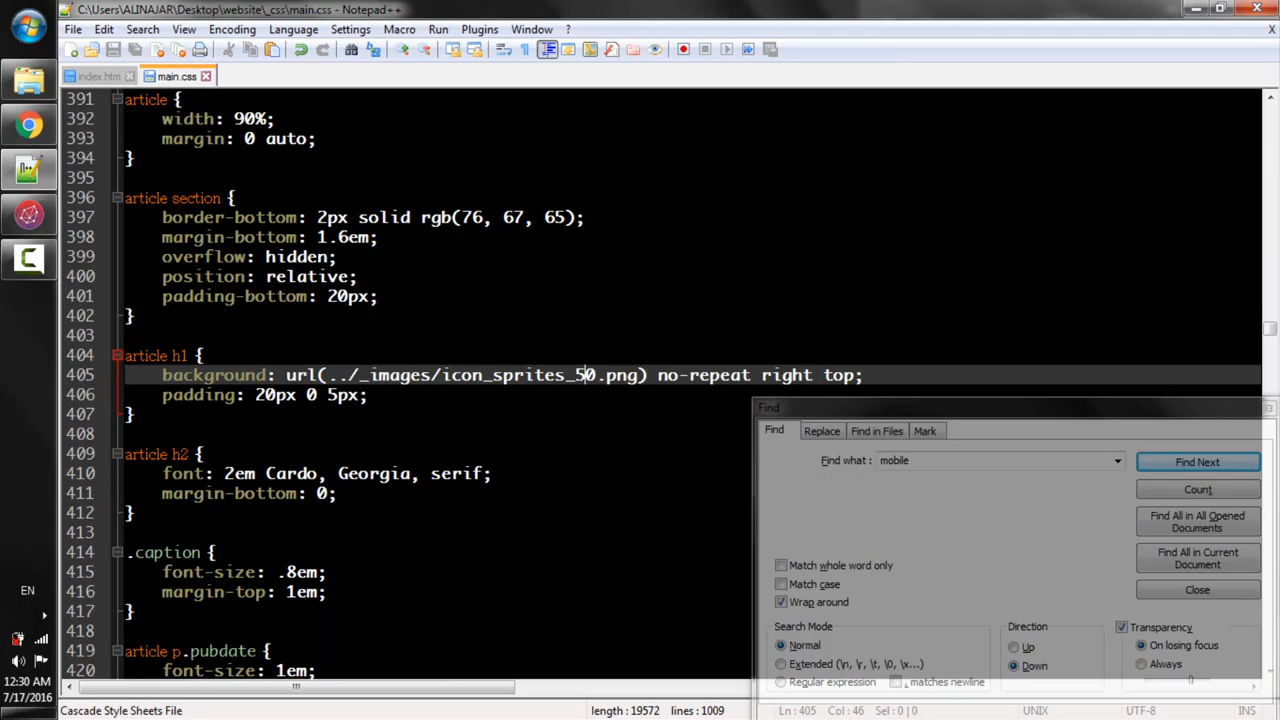 C:\Users\ALINAJAR\Desktop\website\_css\main.css - Notepad++
File Edit Search View Encoding Language Settings Macro Run Plugins Window ?
index.htm main.css
391 article {
392 width: 90%;
393 margin: 0 auto;
394 }
395
396 article section {
397 border-bottom: 2px solid rgb(76, 67, 65);
398 margin-bottom: 1.6em;
399 overflow: hidden;
400 position: relative;
401 padding-bottom: 20px;
402 }
403
404 article h1 {
405 background: url(../_images/icon_sprites_50.png) no-repeat right top;
406 padding: 20px 0 5px;
407 }
408
409 article h2 {
410 font: 2em Cardo, Georgia, serif;
411 margin-bottom: 0;
412 }
413
414 .caption {
415 font-size: .8em;
416 margin-top: 1em;
417 }
418
419 article p.pubdate {
420 font-size: 1em;
Find
Find Replace Find in Files Mark
Find what : mobile
Find Next
Count
Find All in All Opened Documents
Find All in Current Document
Close
Match whole word only
Match case
Wrap around
Search Mode
Normal
Extended (\n, \r, \t, \0, \x...)
Regular expression . matches newline
Direction
Up
Down
Transparency
On losing focus
Always
EN
12:30 AM
7/17/2016
Cascade Style Sheets File length : 19572 lines : 1009 Ln : 405 Col : 46 Sel : 0 | 0 UNIX UTF-8 INS